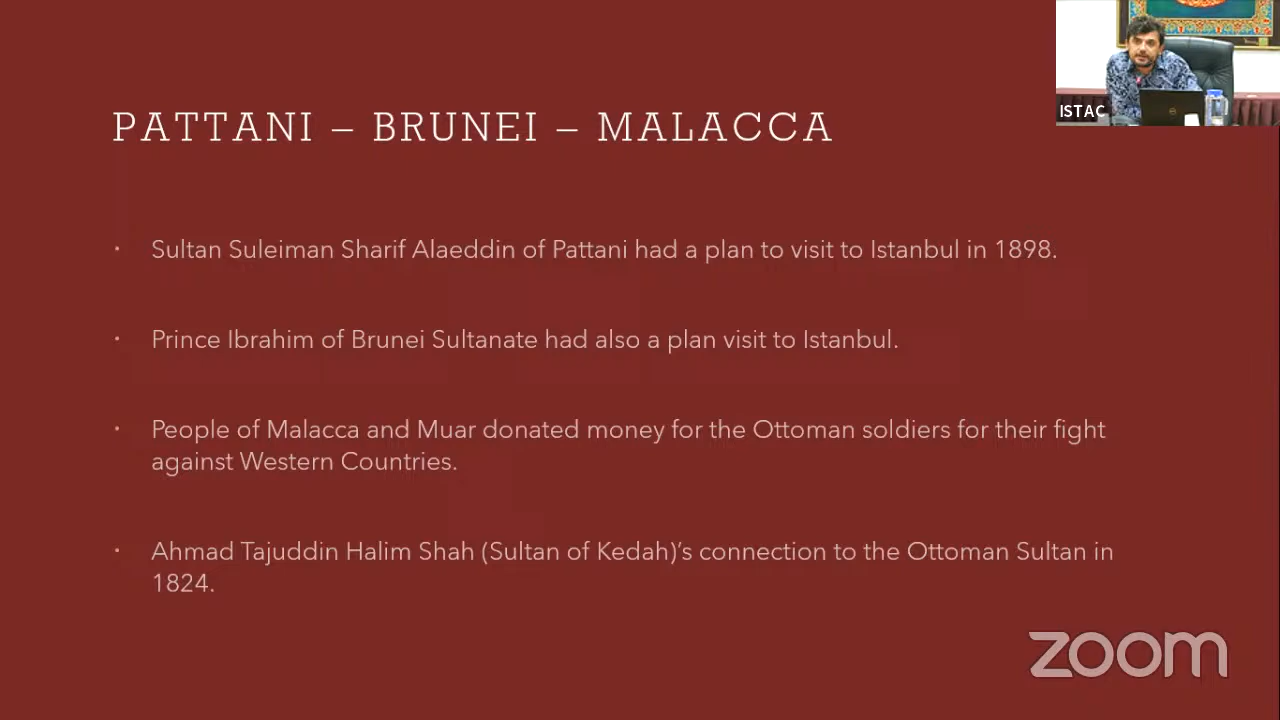 ISTAC
PATTANI – BRUNEI – MALACCA
• Sultan Suleiman Sharif Alaeddin of Pattani had a plan to visit to Istanbul in 1898.
• Prince Ibrahim of Brunei Sultanate had also a plan visit to Istanbul.
• People of Malacca and Muar donated money for the Ottoman soldiers for their fight
against Western Countries.
• Ahmad Tajuddin Halim Shah (Sultan of Kedah)’s connection to the Ottoman Sultan in
1824.
zoom